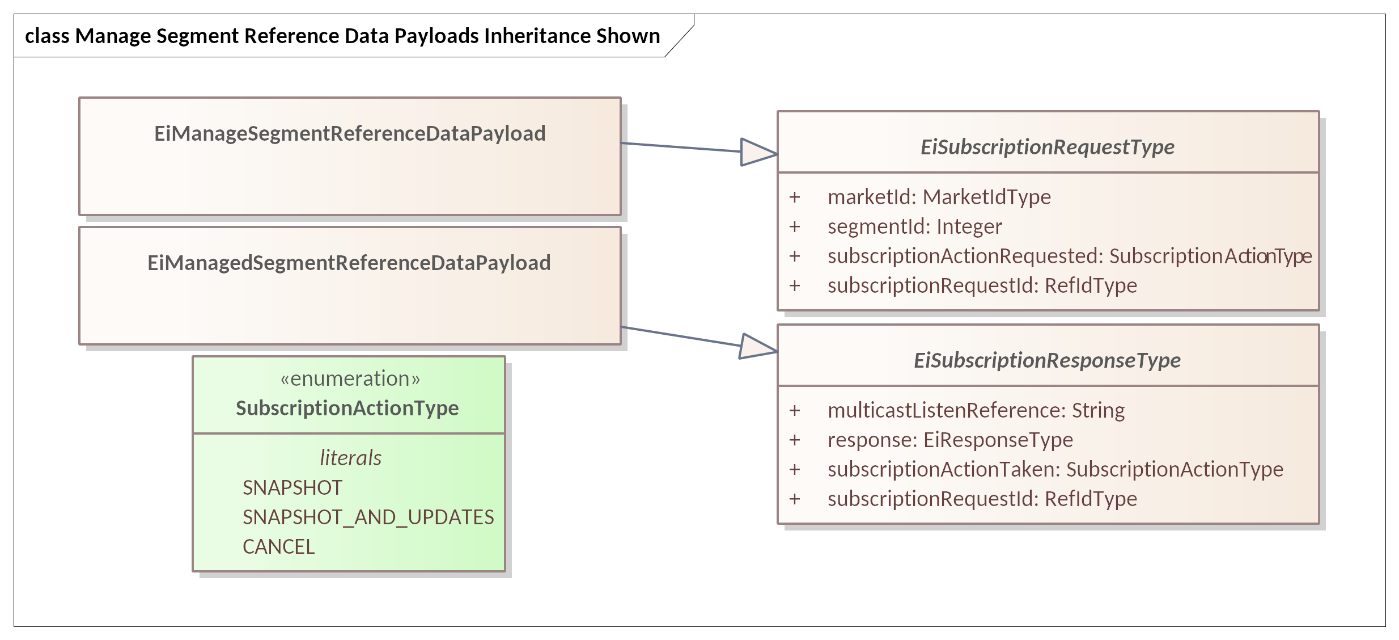 class Manage Segment Reference Data Payloads Inheritance Shown
EiManageSegmentReferenceDataPayload
EiManagedSegmentReferenceDataPayload
«enumeration»
SubscriptionActionType
literals
SNAPSHOT
SNAPSHOT_AND_UPDATES
CANCEL
EiSubscriptionRequestType
+ marketId: MarketIdType
+ segmentId: Integer
+ subscriptionActionRequested: SubscriptionActionType
+ subscriptionRequestId: RefIdType
EiSubscriptionResponseType
+ multicastListenReference: String
+ response: EiResponseType
+ subscriptionActionTaken: SubscriptionActionType
+ subscriptionRequestId: RefIdType